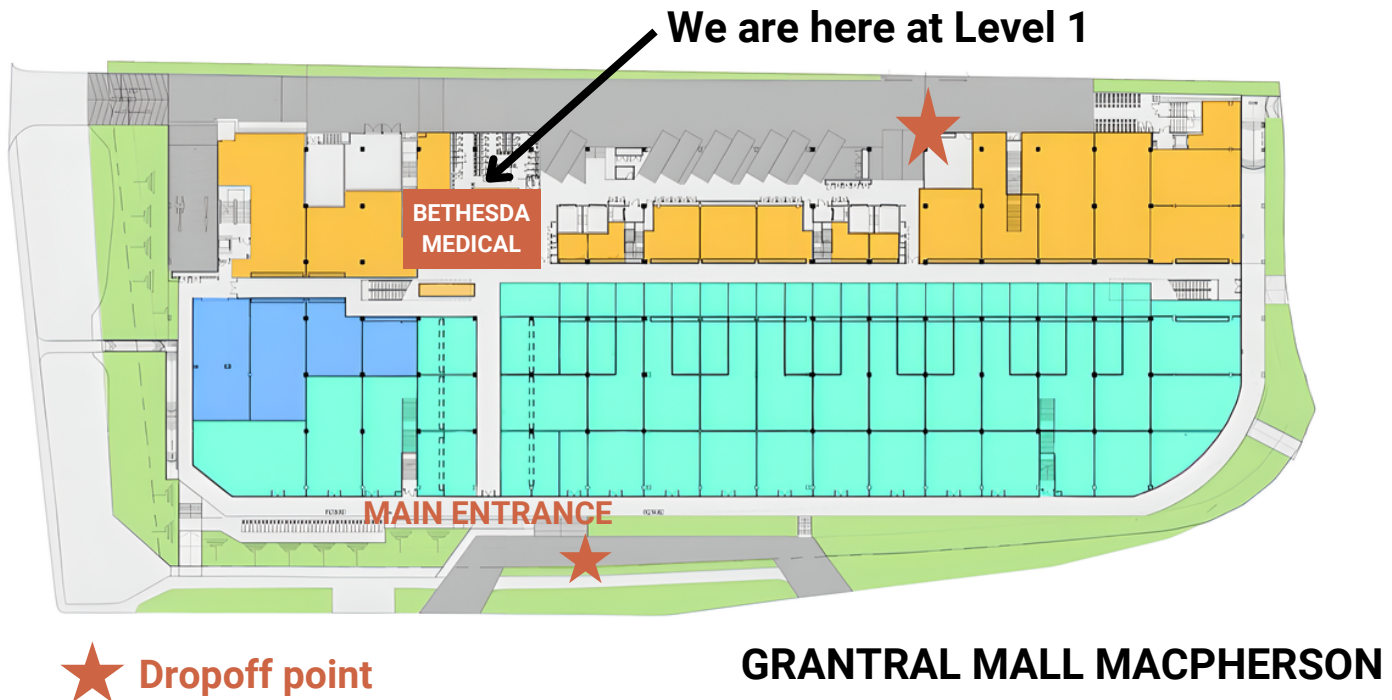 We are here at Level 1
BETHESDA
MEDICAL
MAIN ENTRANCE
Dropoff point
GRANTRAL MALL MACPHERSON